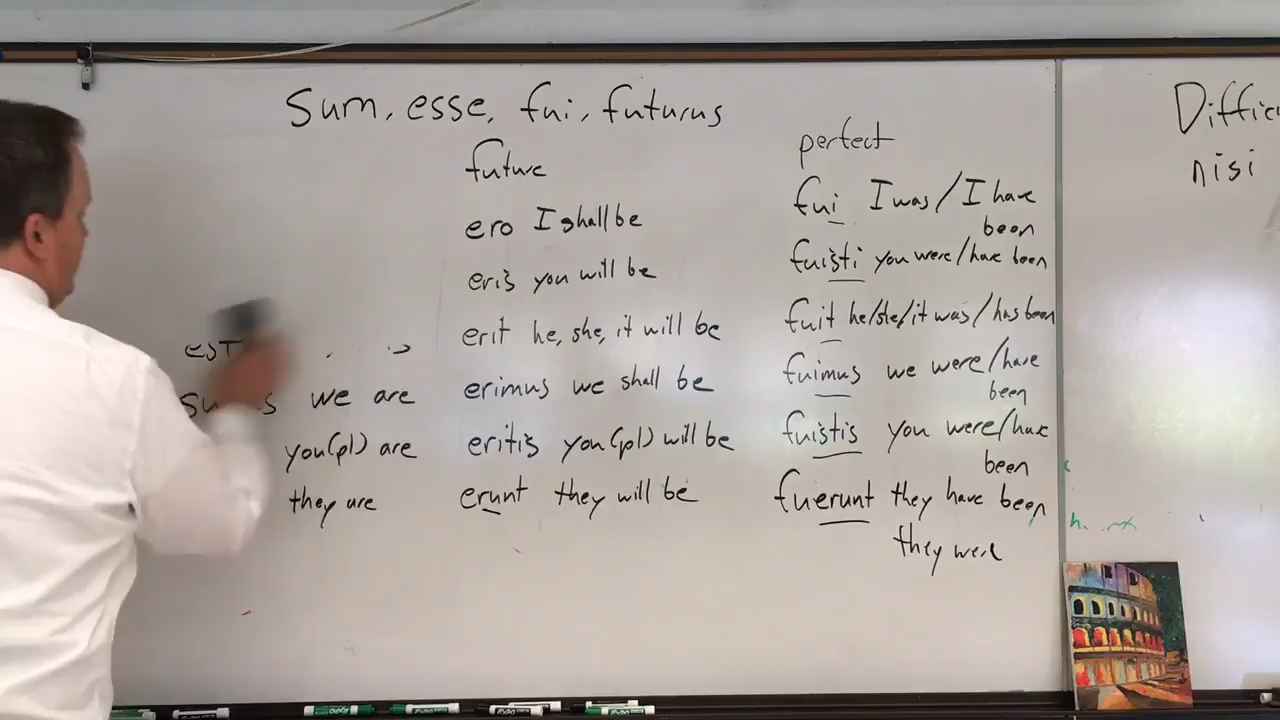 Sum, esse, fui, futurus
future
ero I shall be
eris you will be
erit he, she, it will be
erimus we shall be
eritis you (pl) will be
erunt they will be
we are
you (pl) are
they are
perfect
fui I was / I have
been
fuisti you were / have been
fuit he/she/it was / has been
fuimus we were / have
been
fuistis you were / have
been
fuerunt they have been
they were
nisi